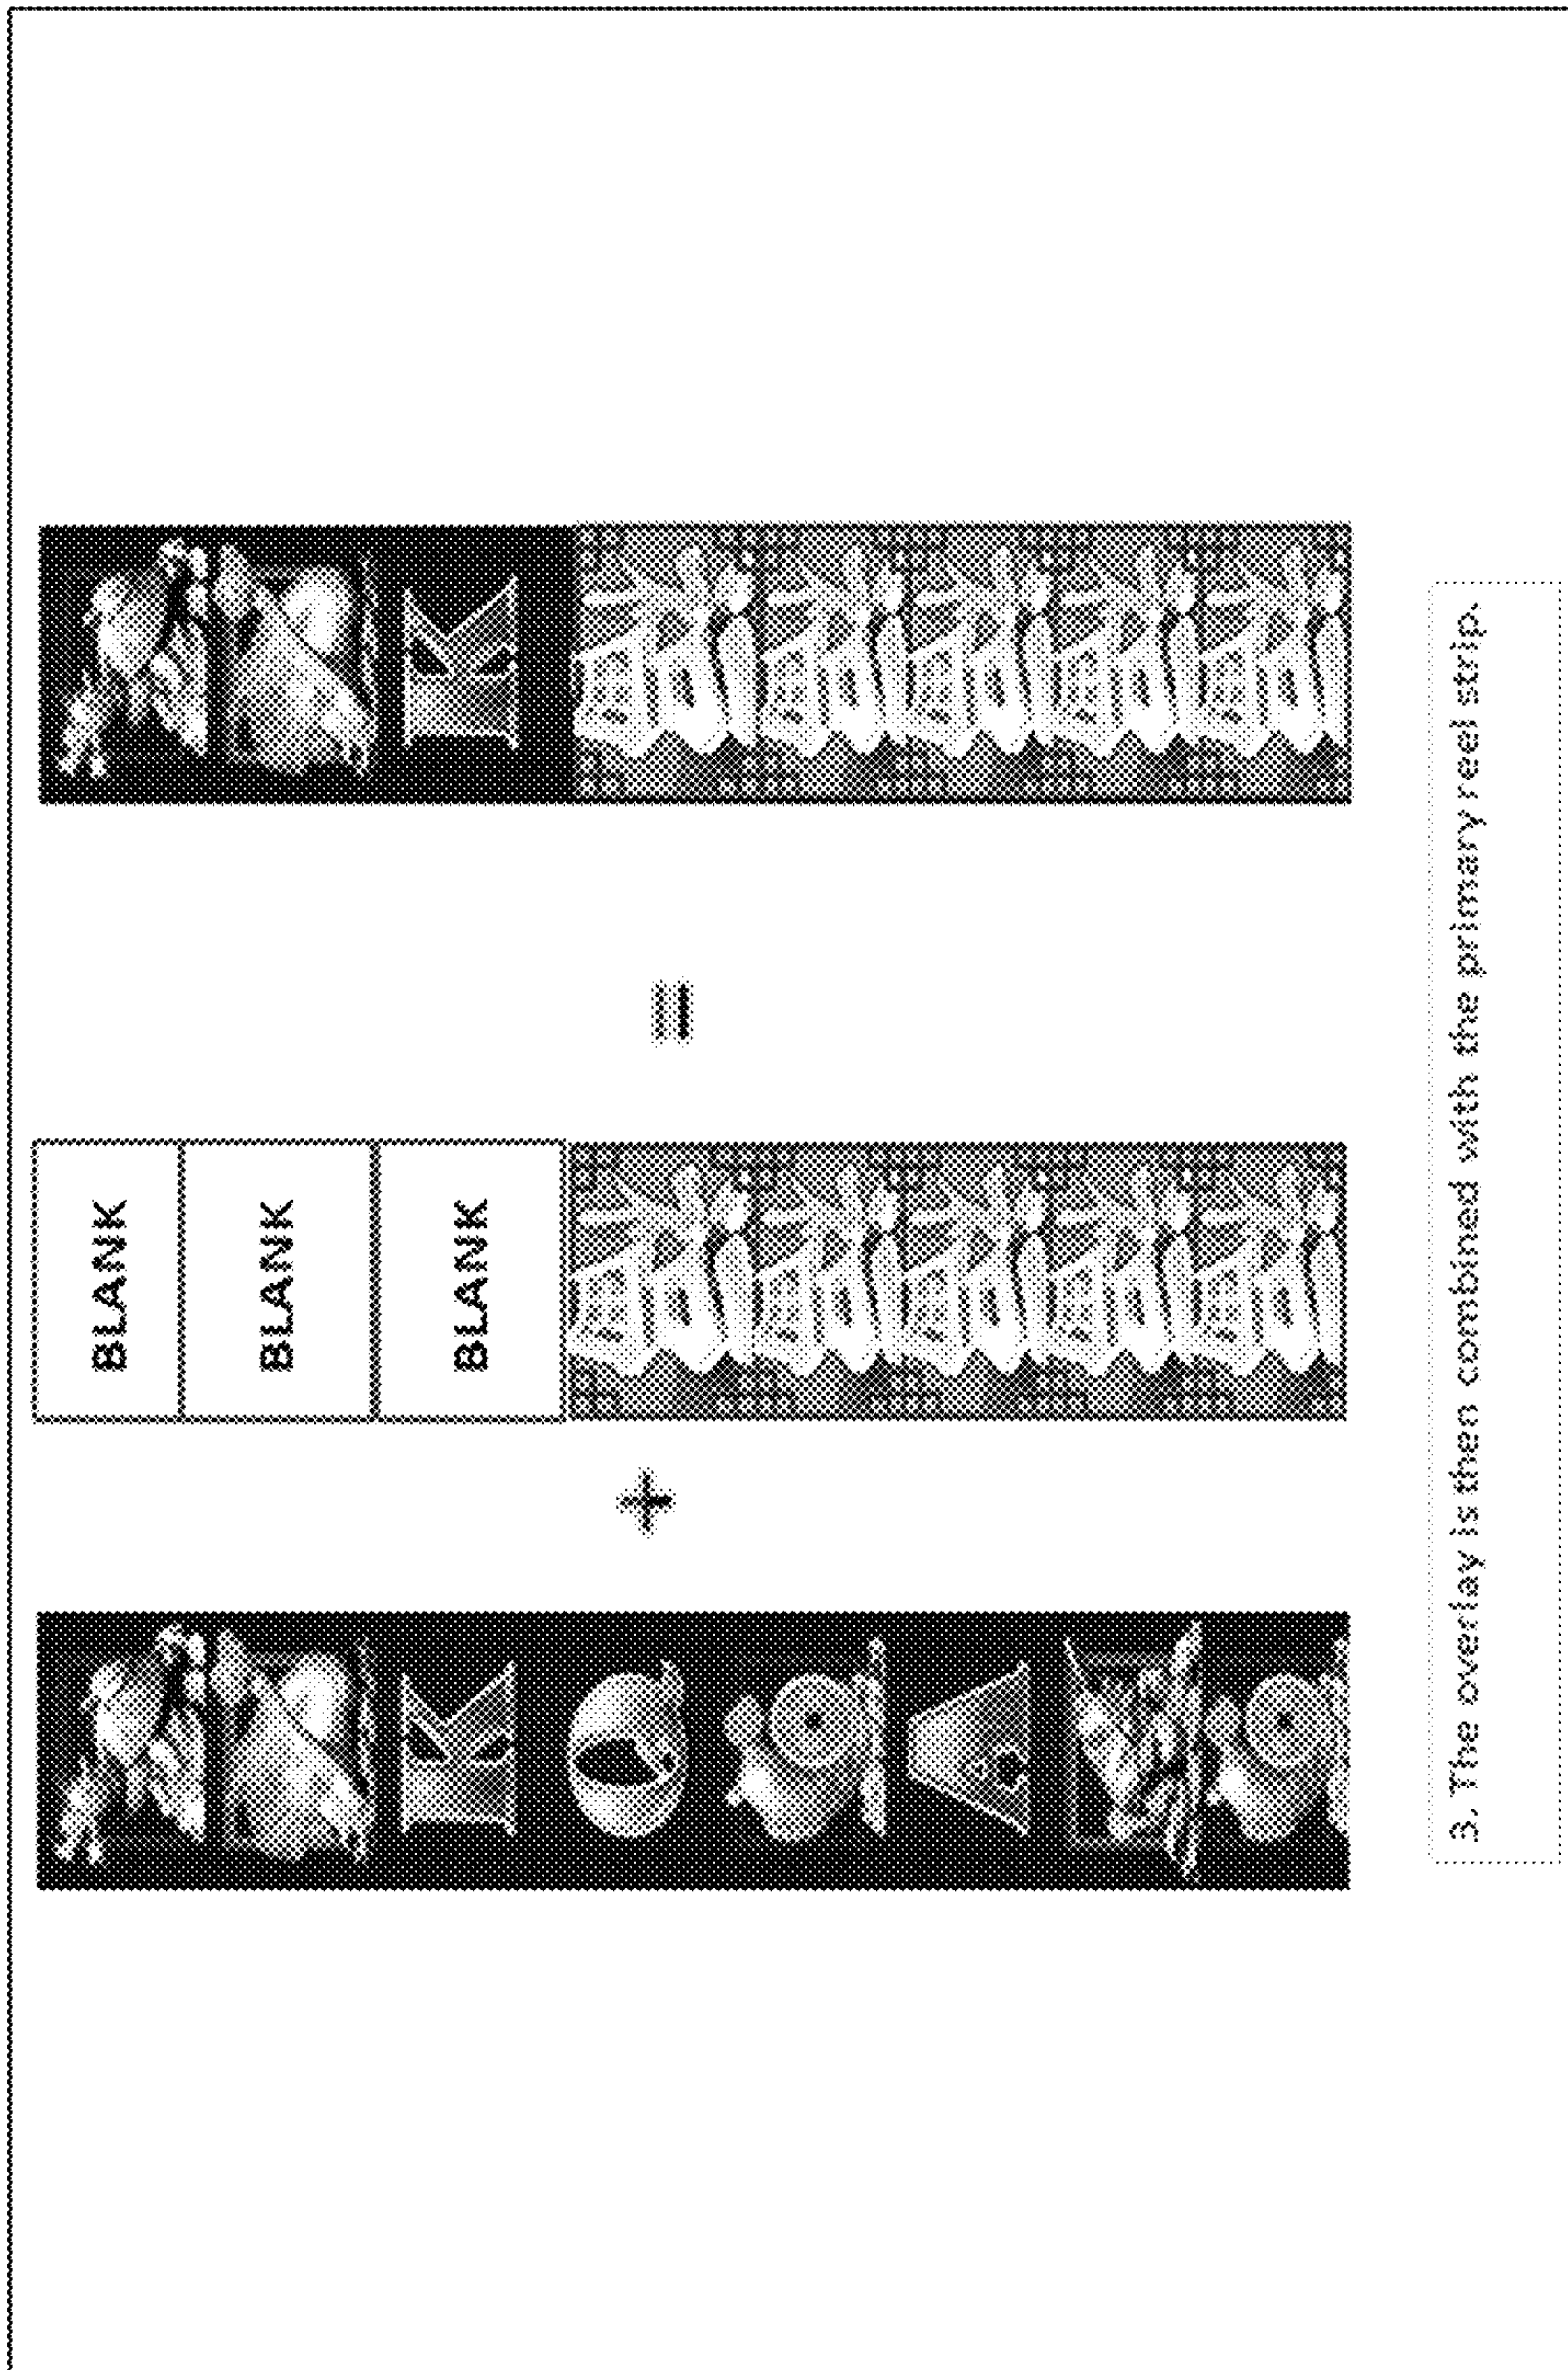 BLANK
BLANK
BLANK
+
=
3. The overlay is then combined with the primary reel strip.